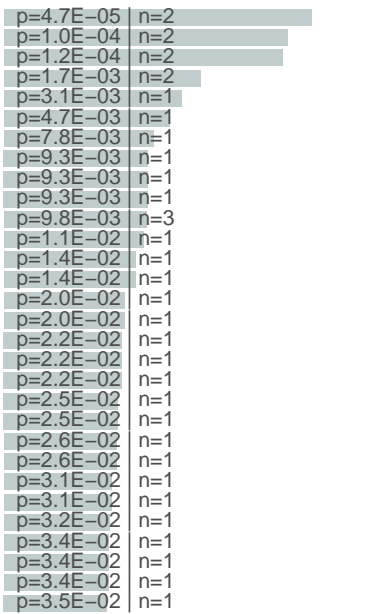 p=4.7E−05 | n=2
p=1.0E−04 | n=2
p=1.2E−04 | n=2
p=1.7E−03 | n=2
p=3.1E−03 | n=1
p=4.7E−03 | n=1
p=7.8E−03 | n=1
p=9.3E−03 | n=1
p=9.3E−03 | n=1
p=9.3E−03 | n=1
p=9.8E−03 | n=3
p=1.1E−02 | n=1
p=1.4E−02 | n=1
p=1.4E−02 | n=1
p=2.0E−02 | n=1
p=2.0E−02 | n=1
p=2.2E−02 | n=1
p=2.2E−02 | n=1
p=2.2E−02 | n=1
p=2.5E−02 | n=1
p=2.5E−02 | n=1
p=2.6E−02 | n=1
p=2.6E−02 | n=1
p=3.1E−02 | n=1
p=3.1E−02 | n=1
p=3.2E−02 | n=1
p=3.4E−02 | n=1
p=3.4E−02 | n=1
p=3.4E−02 | n=1
p=3.5E−02 | n=1